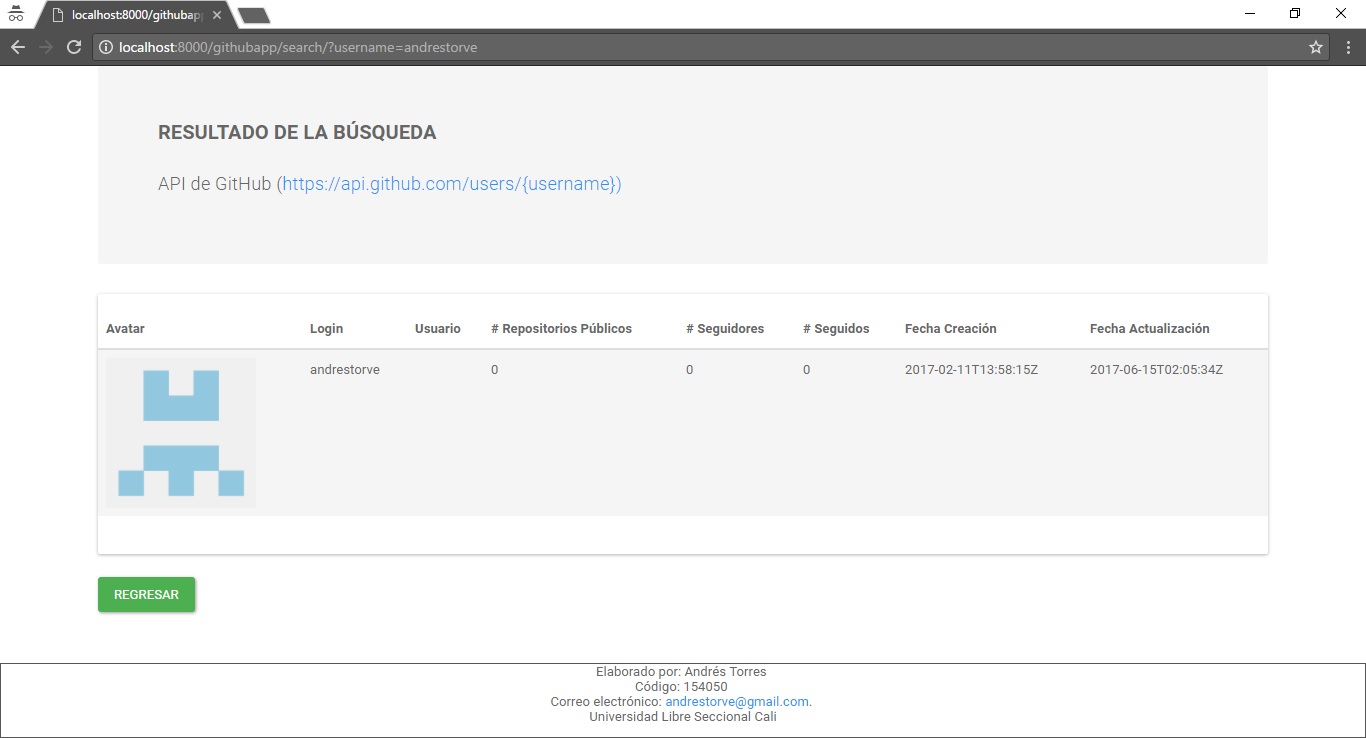 localhost:8000/githubapp
localhost:8000/githubapp/search/?username=andrestorve
RESULTADO DE LA BÚSQUEDA
API de GitHub (https://api.github.com/users/{username})
Avatar Login Usuario # Repositorios Públicos # Seguidores # Seguidos Fecha Creación Fecha Actualización
andrestorve 0 0 0 2017-02-11T13:58:15Z 2017-06-15T02:05:34Z
REGRESAR
Elaborado por: Andrés Torres
Código: 154050
Correo electrónico: andrestorve@gmail.com.
Universidad Libre Seccional Cali